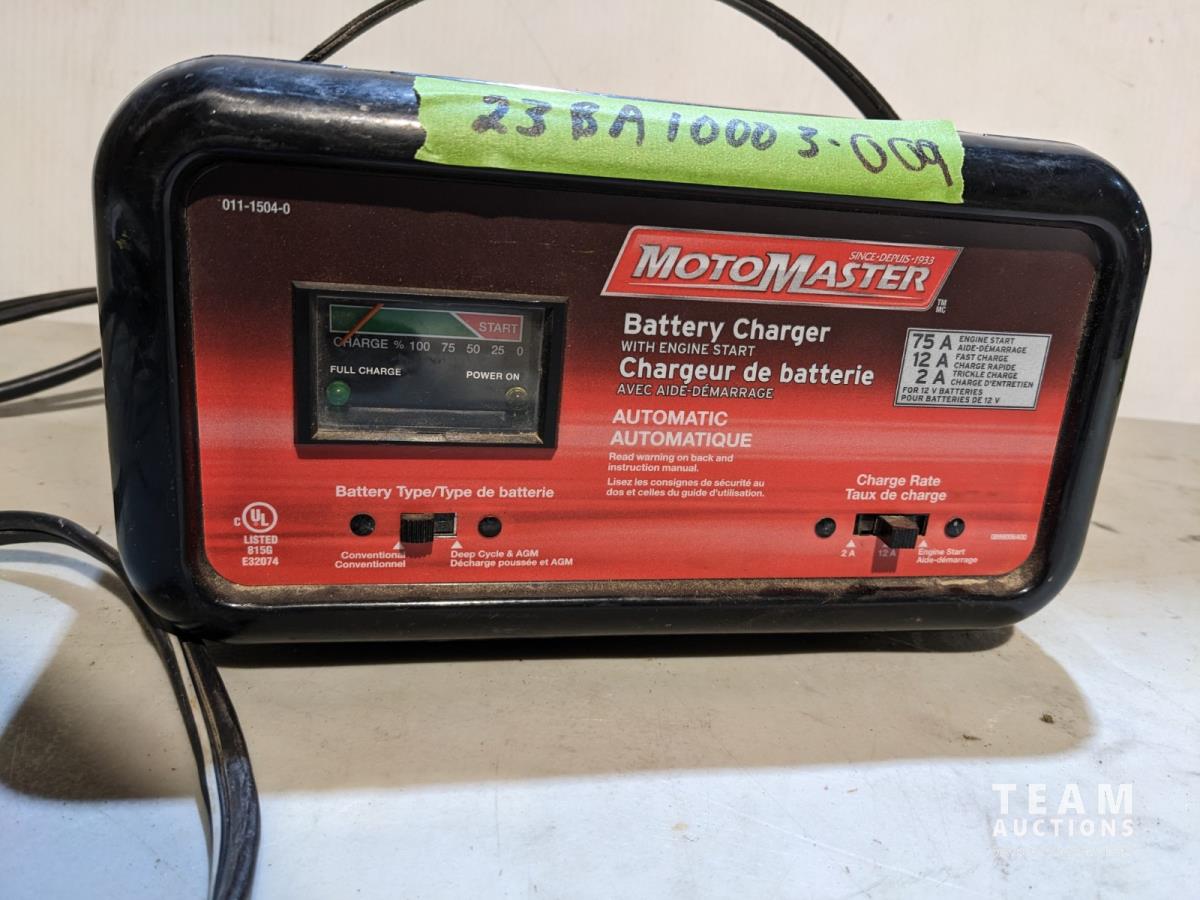 23BA10003-009
011-1504-0
SINCE•DEPUIS•1933
MOTOMASTER
TM
MC
START
CHARGE % 100 75 50 25 0
FULL CHARGE
POWER ON
Battery Charger
WITH ENGINE START
Chargeur de batterie
AVEC AIDE-DÉMARRAGE
AUTOMATIC
AUTOMATIQUE
Read warning on back and
instruction manual.
Lisez les consignes de sécurité au
dos et celles du guide d'utilisation.
75 A ENGINE START
AIDE-DÉMARRAGE
12 A FAST CHARGE
CHARGE RAPIDE
2 A TRICKLE CHARGE
CHARGE D'ENTRETIEN
FOR 12 V BATTERIES
POUR BATTERIES DE 12 V
Battery Type/Type de batterie
Conventional
Conventionnel
Deep Cycle & AGM
Décharge poussée et AGM
Charge Rate
Taux de charge
2 A
12 A
Engine Start
Aide-démarrage
C UL
LISTED
815G
E32074
TEAM
AUCTIONS